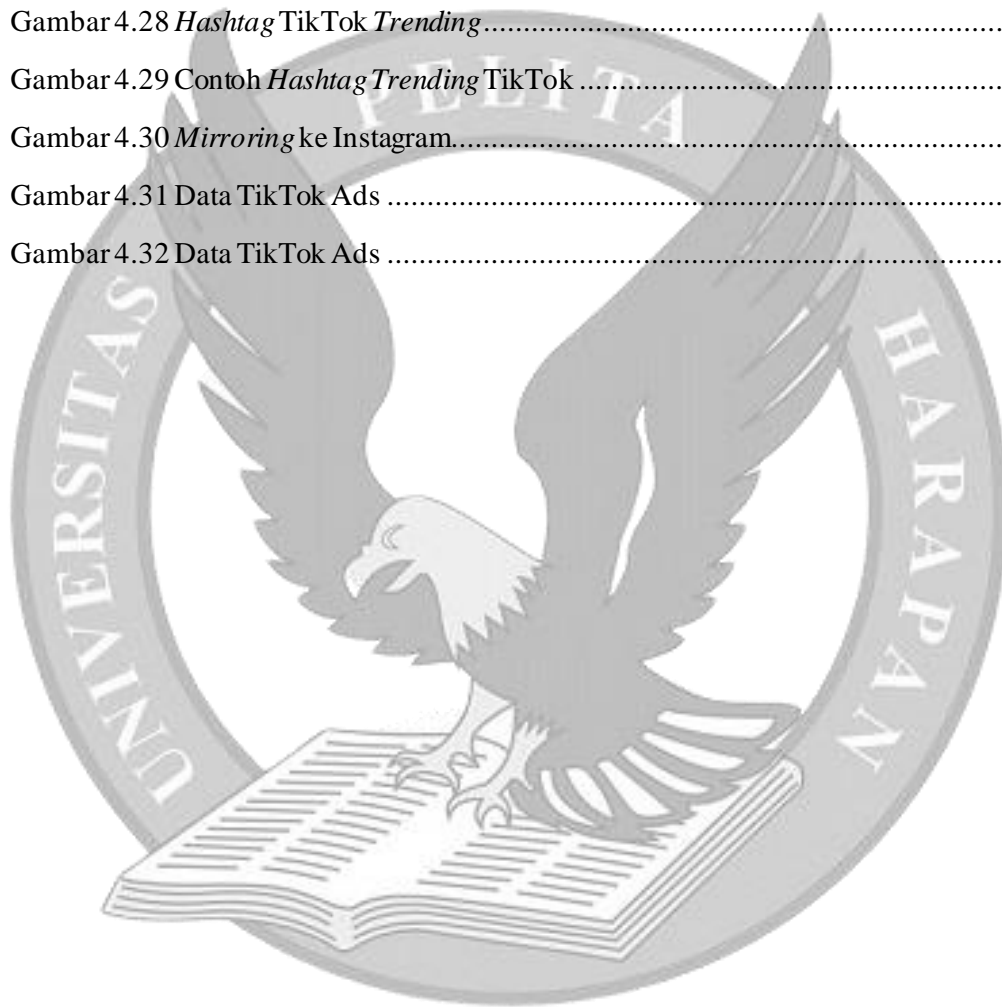 Gambar 4.28 Hashtag TikTok Trending..............................................................................
Gambar 4.29 Contoh Hashtag Trending TikTok ................................................................
Gambar 4.30 Mirroring ke Instagram..................................................................................
Gambar 4.31 Data TikTok Ads ..........................................................................................
Gambar 4.32 Data TikTok Ads ..........................................................................................
UNIVERSITAS PELITA HARAPAN